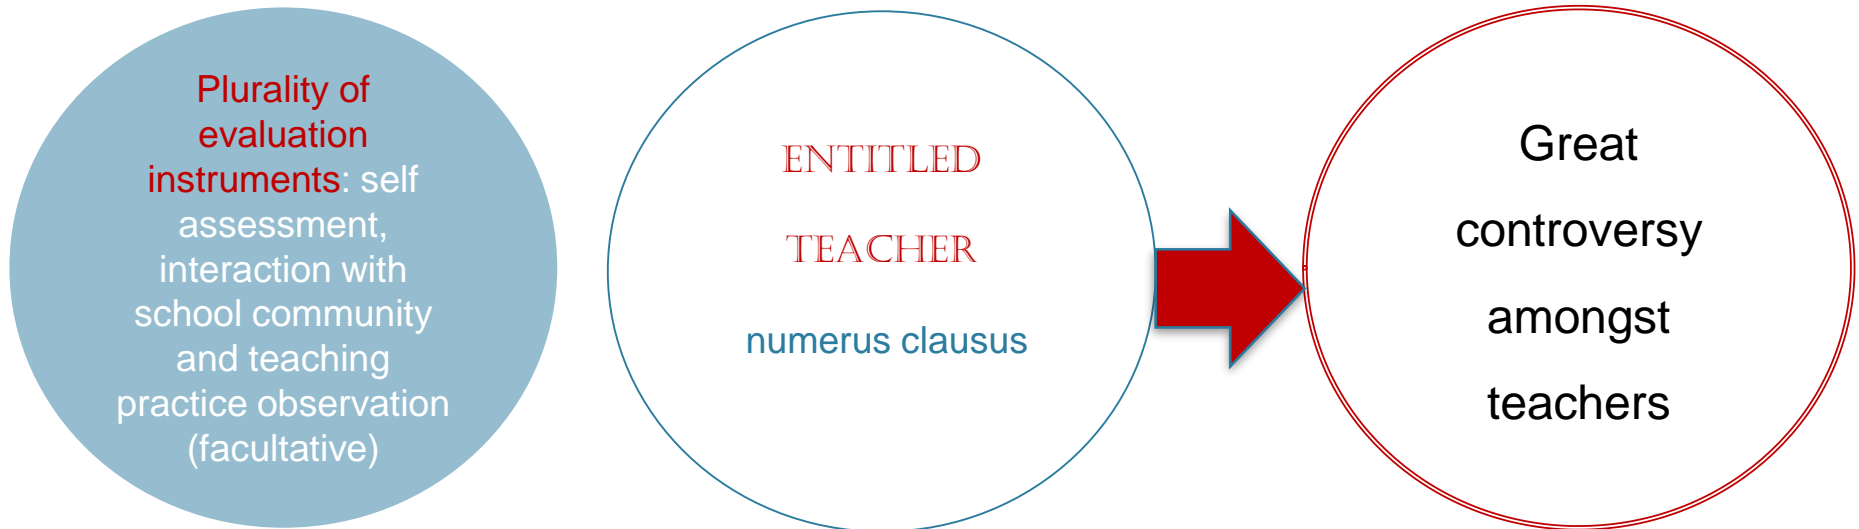 Plurality of
evaluation
instruments: self
assessment,
interaction with
school community
and teaching
practice observation
(facultative)
ENTITLED
TEACHER
numerus clausus
Great
controversy
amongst
teachers